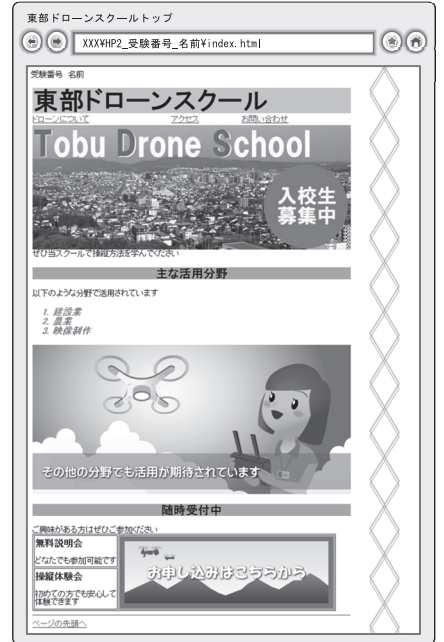 東部ドローンスクールトップ
XXX¥HP2_受験番号_名前¥index.html
受験番号 名前
東部ドローンスクール
ドローンについて アクセス お問い合わせ
Tobu Drone School
入校生
募集中
ぜひ当スクールで操縦方法を学んでください
主な活用分野
以下のような分野で活用されています
1. 建設業
2. 農業
3. 映像制作
その他の分野でも活用が期待されています
随時受付中
ご興味がある方はぜひご参加ください
無料説明会
どなたでも参加可能です
操縦体験会
初めての方でも安心して
体験できます
お申し込みはこちらから
ページの先頭へ